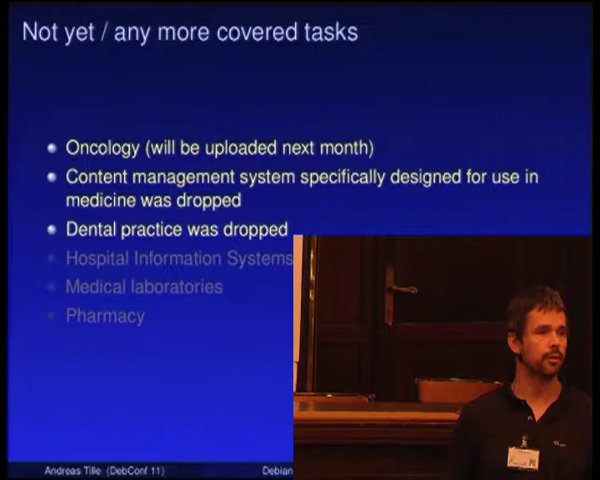 Not yet / any more covered tasks
Oncology (will be uploaded next month)
Content management system specifically designed for use in
medicine was dropped
Dental practice was dropped
Hospital Information Systems
Medical laboratories
Pharmacy
Andreas Tille (DebConf 11)
Debian